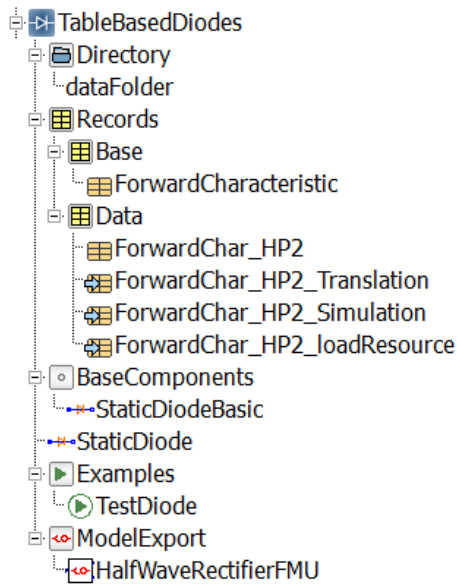 TableBasedDiodes
Directory
dataFolder
Records
Base
ForwardCharacteristic
Data
ForwardChar_HP2
ForwardChar_HP2_Translation
ForwardChar_HP2_Simulation
ForwardChar_HP2_loadResource
BaseComponents
StaticDiodeBasic
StaticDiode
Examples
TestDiode
ModelExport
HalfWaveRectifierFMU